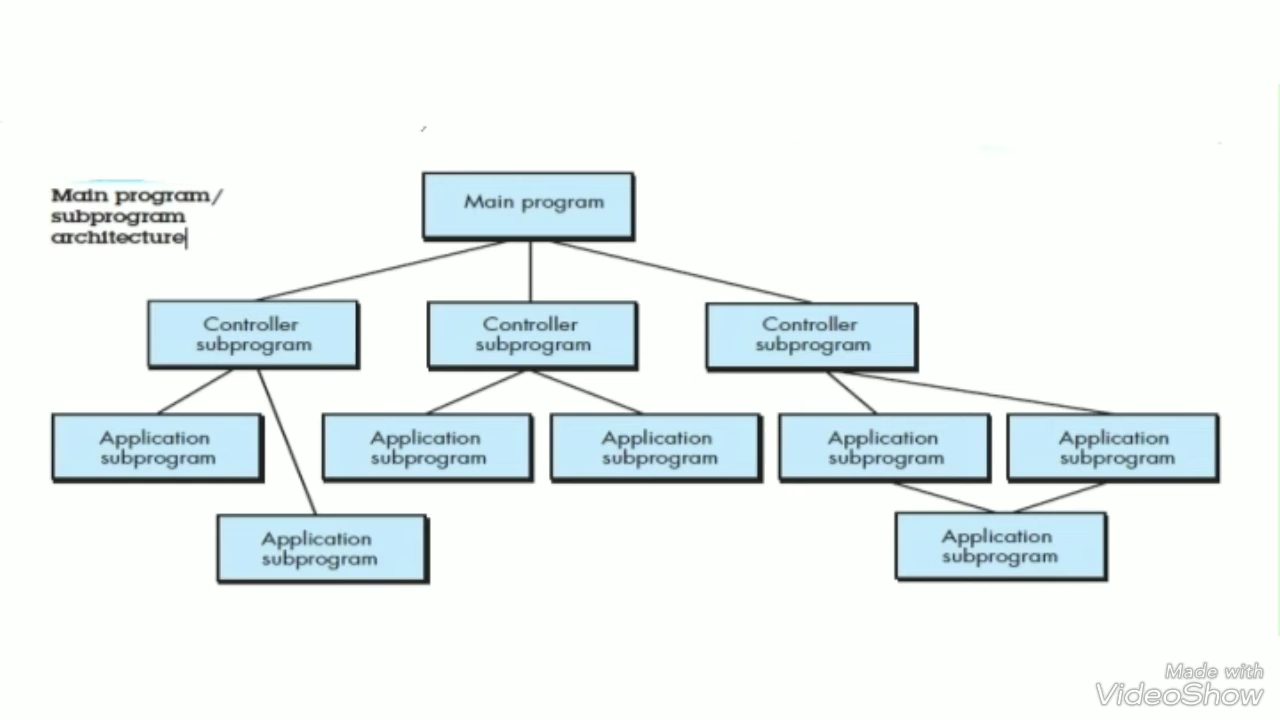 Main program/
subprogram
architecture
Main program
Controller
subprogram
Controller
subprogram
Controller
subprogram
Application
subprogram
Application
subprogram
Application
subprogram
Application
subprogram
Application
subprogram
Application
subprogram
Application
subprogram
Made with
VideoShow